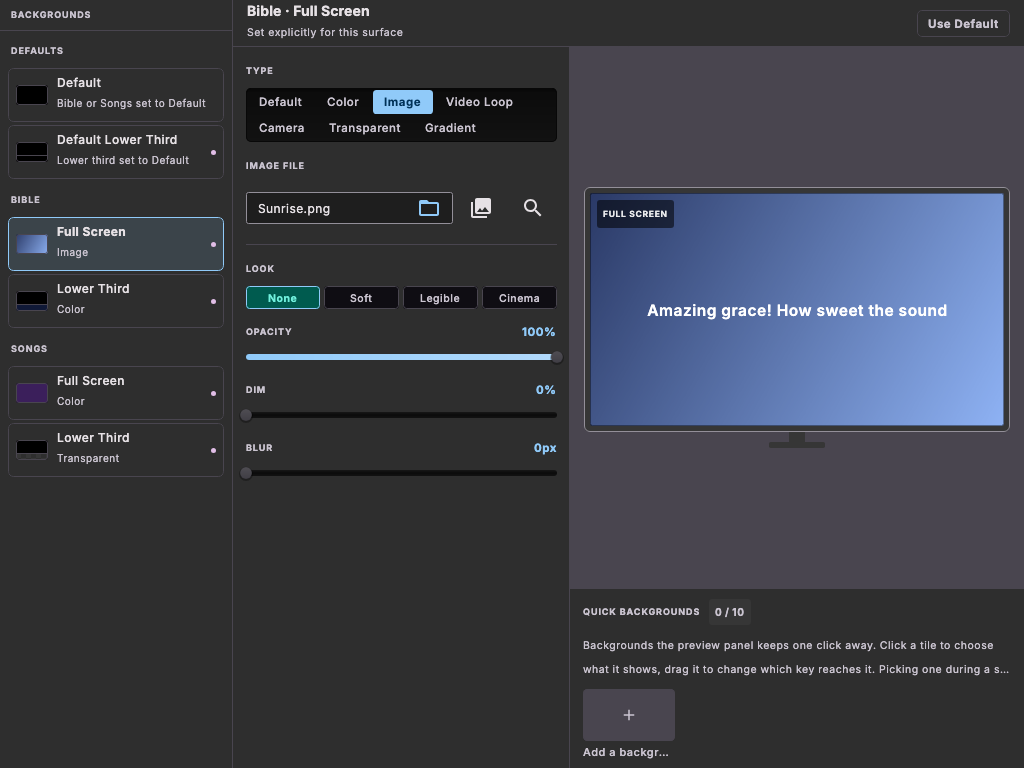 BACKGROUNDS
DEFAULTS
Default
Bible or Songs set to Default
Default Lower Third
Lower third set to Default
BIBLE
Full Screen
Image
Lower Third
Color
SONGS
Full Screen
Color
Lower Third
Transparent
Bible · Full Screen
Set explicitly for this surface
Use Default
TYPE
Default Color Image Video Loop
Camera Transparent Gradient
IMAGE FILE
Sunrise.png
LOOK
None Soft Legible Cinema
OPACITY 100%
DIM 0%
BLUR 0px
FULL SCREEN
Amazing grace! How sweet the sound
QUICK BACKGROUNDS 0 / 10
Backgrounds the preview panel keeps one click away. Click a tile to choose
what it shows, drag it to change which key reaches it. Picking one during a s...
Add a backgr...